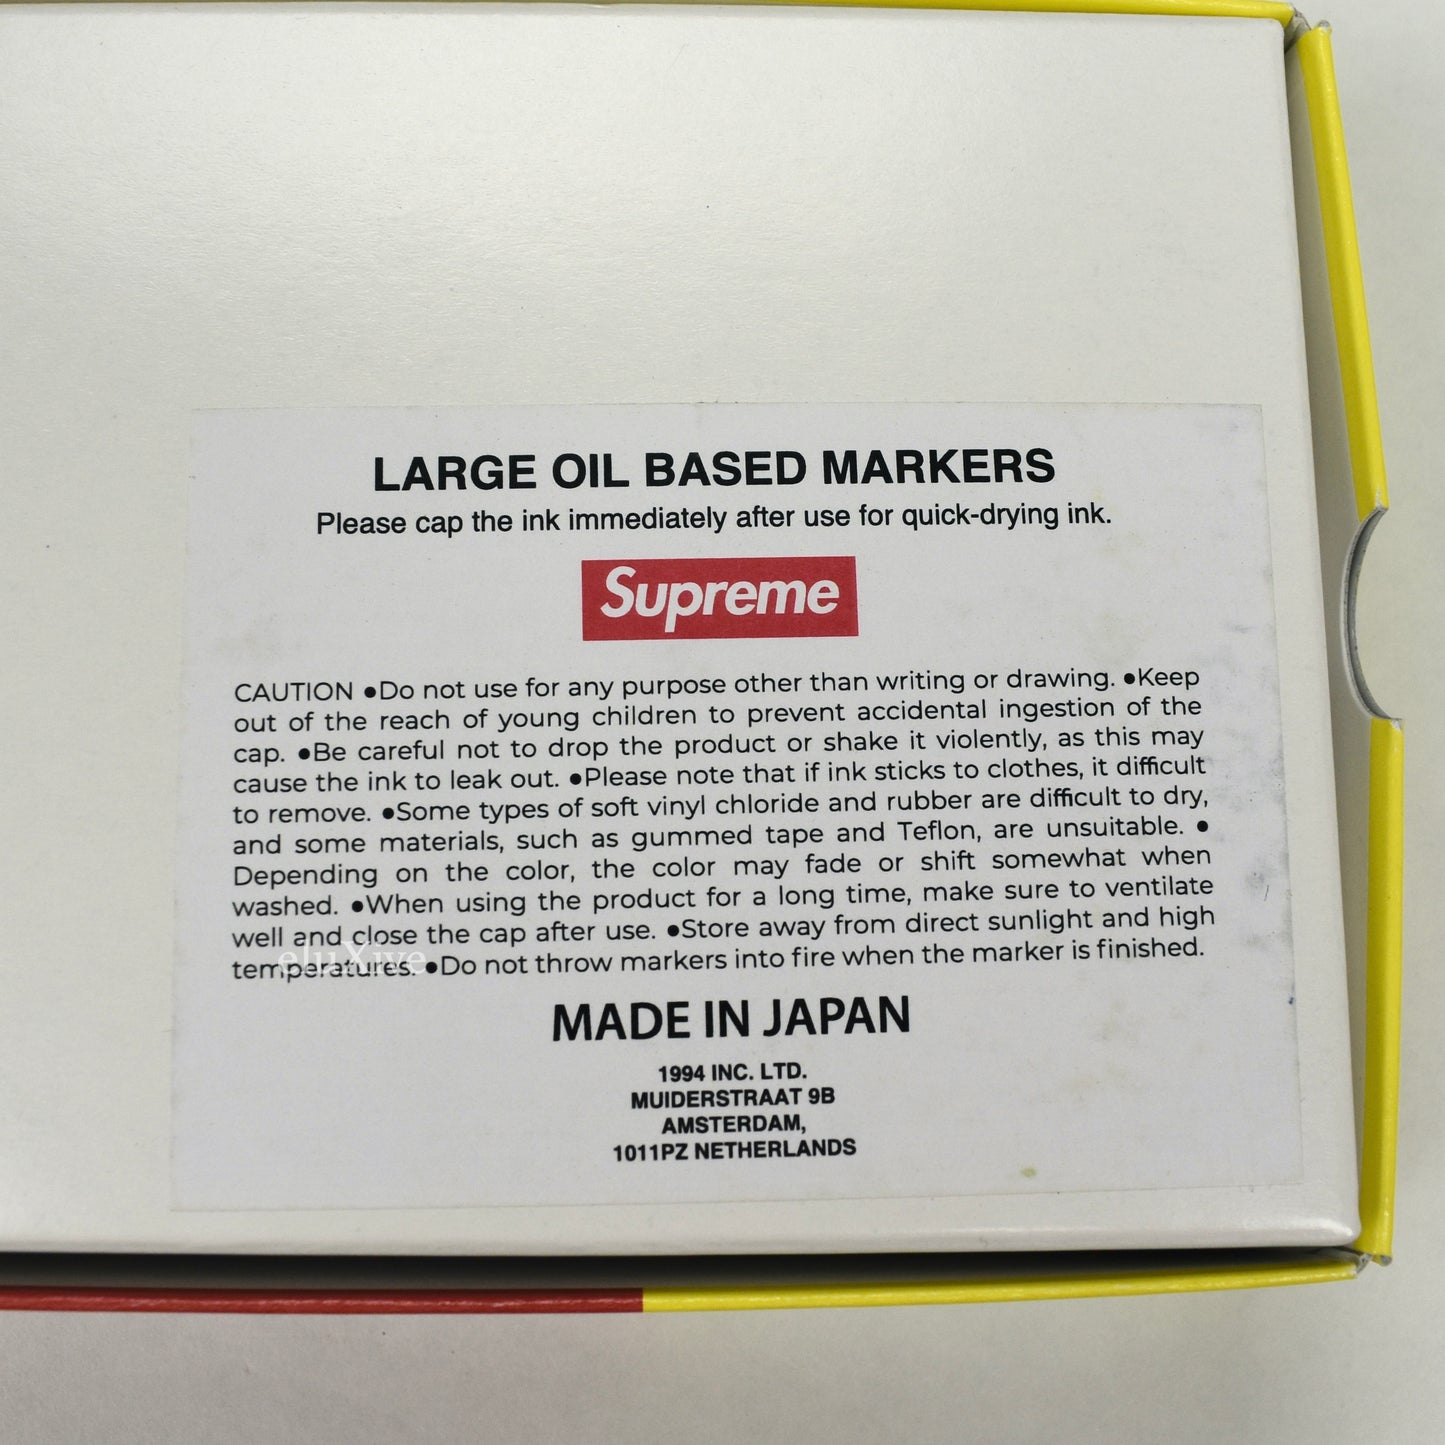 LARGE OIL BASED MARKERS
Please cap the ink immediately after use for quick-drying ink.
Supreme
CAUTION ●Do not use for any purpose other than writing or drawing. ●Keep
out of the reach of young children to prevent accidental ingestion of the
cap. ●Be careful not to drop the product or shake it violently, as this may
cause the ink to leak out. ●Please note that if ink sticks to clothes, it difficult
to remove. ●Some types of soft vinyl chloride and rubber are difficult to dry,
and some materials, such as gummed tape and Teflon, are unsuitable. ●
Depending on the color, the color may fade or shift somewhat when
washed. ●When using the product for a long time, make sure to ventilate
well and close the cap after use. ●Store away from direct sunlight and high
temperatures. ●Do not throw markers into fire when the marker is finished.
eluXive
MADE IN JAPAN
1994 INC. LTD.
MUIDERSTRAAT 9B
AMSTERDAM,
1011PZ NETHERLANDS